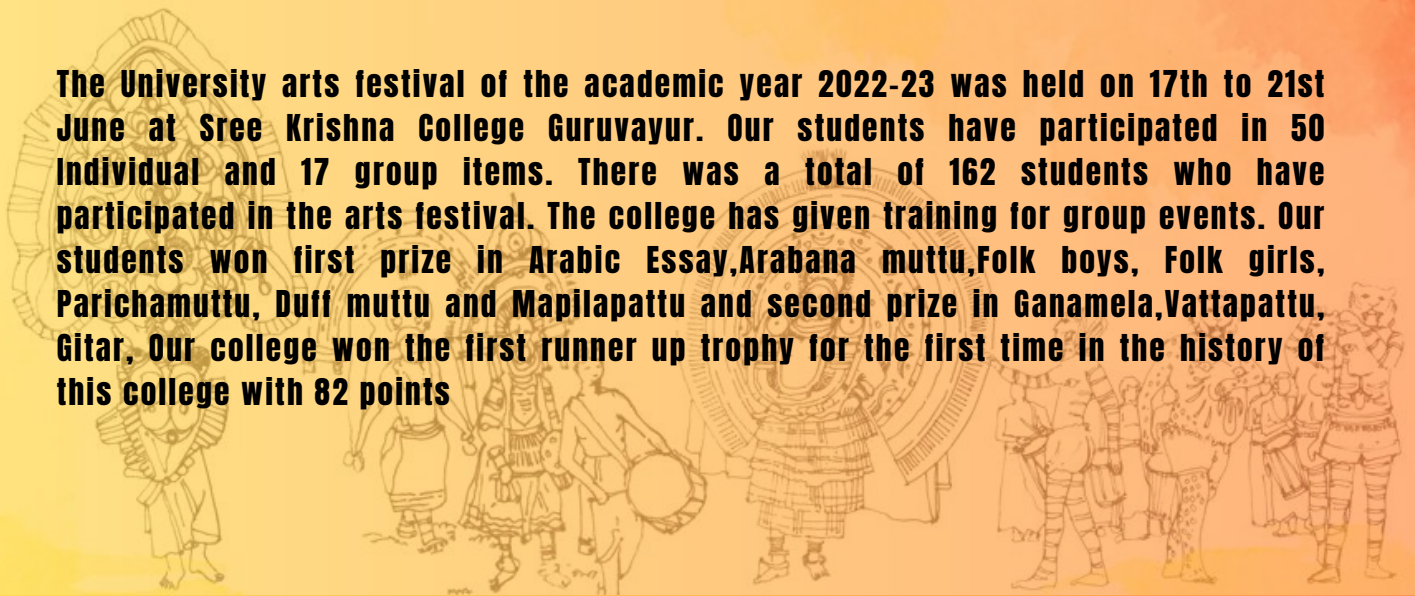 The University arts festival of the academic year 2022-23 was held on 17th to 21st
June at Sree Krishna College Guruvayur. Our students have participated in 50
Individual and 17 group items. There was a total of 162 students who have
participated in the arts festival. The college has given training for group events. Our
students won first prize in Arabic Essay,Arabana muttu,Folk boys, Folk girls,
Parichamuttu, Duff muttu and Mapilapattu and second prize in Ganamela,Vattapattu,
Gitar, Our college won the first runner up trophy for the first time in the history of
this college with 82 points